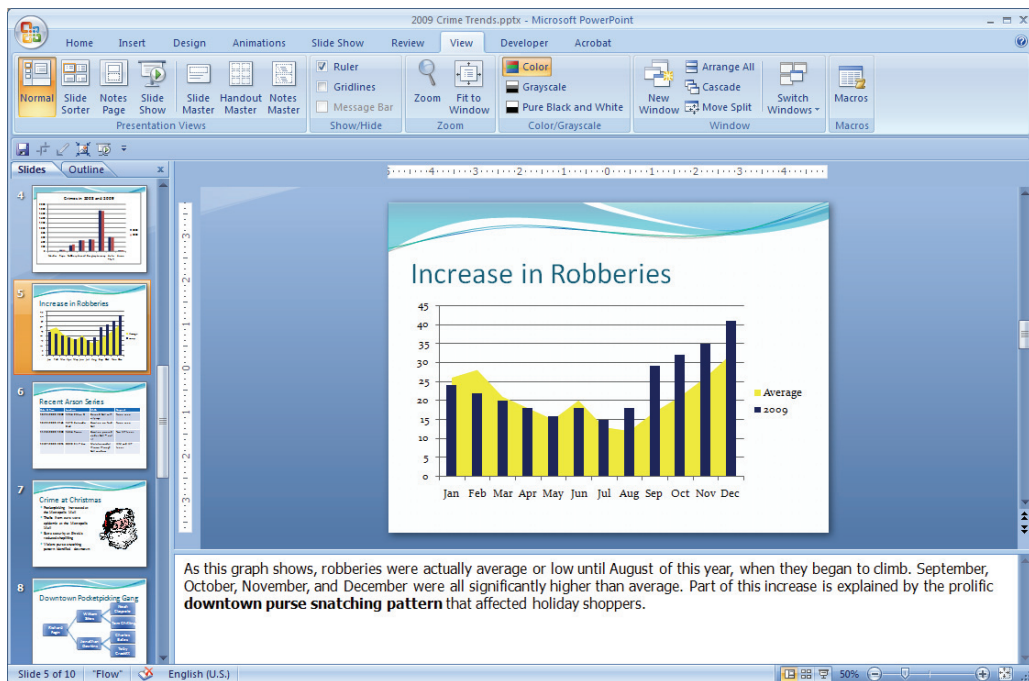 2009 Crime Trends.pptx - Microsoft PowerPoint
Home Insert Design Animations Slide Show Review View Developer Acrobat
Normal
Slide Sorter
Notes Page
Slide Show
Slide Master
Handout Master
Notes Master
Presentation Views
Ruler
Gridlines
Message Bar
Show/Hide
Zoom
Fit to Window
Zoom
Color
Grayscale
Pure Black and White
Color/Grayscale
New Window
Arrange All
Cascade
Move Split
Switch Windows
Window
Macros
Macros
Slides Outline x
4
Crimes in 2008 and 2009
5
Increase in Robberies
6
Recent Arson Series
7
Crime at Christmas
8
Downtown Pocketpicking Gang
Increase in Robberies
45
40
35
30
25
20
15
10
5
0
Jan Feb Mar Apr May Jun Jul Aug Sep Oct Nov Dec
Average
2009
As this graph shows, robberies were actually average or low until August of this year, when they began to climb. September,
October, November, and December were all significantly higher than average. Part of this increase is explained by the prolific
downtown purse snatching pattern that affected holiday shoppers.
Slide 5 of 10 "Flow" English (U.S.) 50%